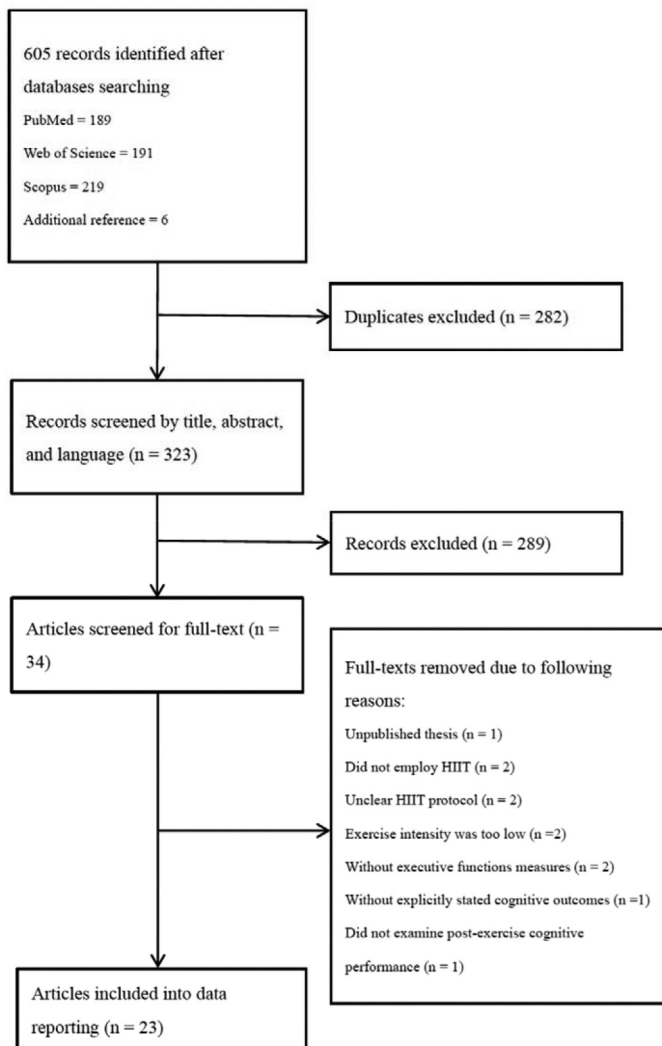 605 records identified after
databases searching
PubMed = 189
Web of Science = 191
Scopus = 219
Additional reference = 6
Duplicates excluded (n = 282)
Records screened by title, abstract,
and language (n = 323)
Records excluded (n = 289)
Articles screened for full-text (n =
34)
Full-texts removed due to following
reasons:
Unpublished thesis (n = 1)
Did not employ HIIT (n = 2)
Unclear HIIT protocol (n = 2)
Exercise intensity was too low (n =2)
Without executive functions measures (n = 2)
Without explicitly stated cognitive outcomes (n =1)
Did not examine post-exercise cognitive
performance (n = 1)
Articles included into data
reporting (n = 23)